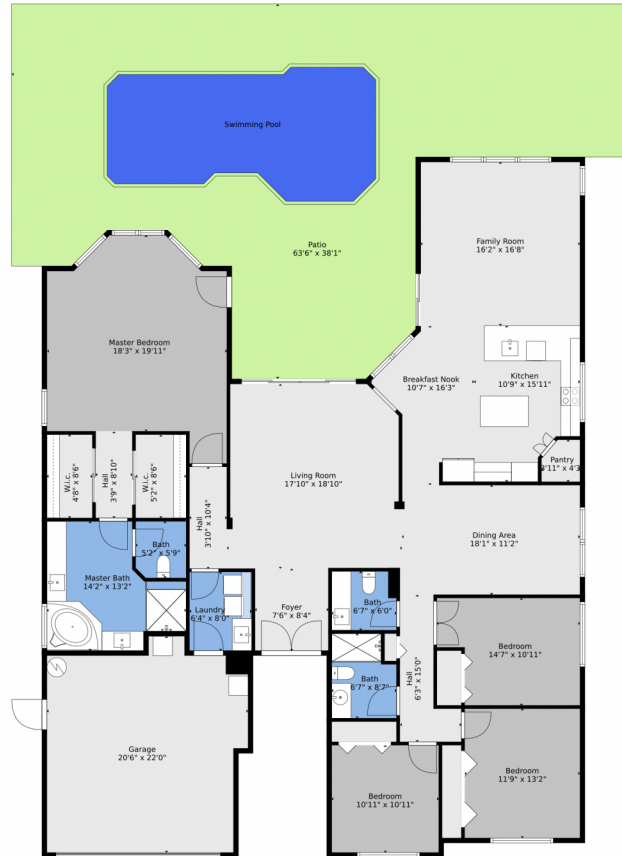 Swimming Pool
Patio
63'6" x 38'1"
Family Room
16'2" x 16'8"
Master Bedroom
18'3" x 19'11"
Breakfast Nook
10'7" x 16'3"
Kitchen
10'9" x 15'11"
Pantry
4'3
W.i.c.
4'8" x 8'6"
Hall
3'9" x 8'10"
W.i.c.
5'2" x 8'6"
Living Room
17'10" x 18'10"
Hall
3'10" x 10'4"
Dining Area
18'1" x 11'2"
Bath
5'2" x 5'9"
Master Bath
14'2" x 13'2"
Laundry
6'4" x 8'0"
Foyer
7'6" x 8'4"
Bath
6'7" x 6'0"
Bath
6'7" x 8'7"
Hall
6'3" x 15'0"
Bedroom
14'7" x 10'11"
Garage
20'6" x 22'0"
Bedroom
11'9" x 13'2"
Bedroom
10'11" x 10'11"